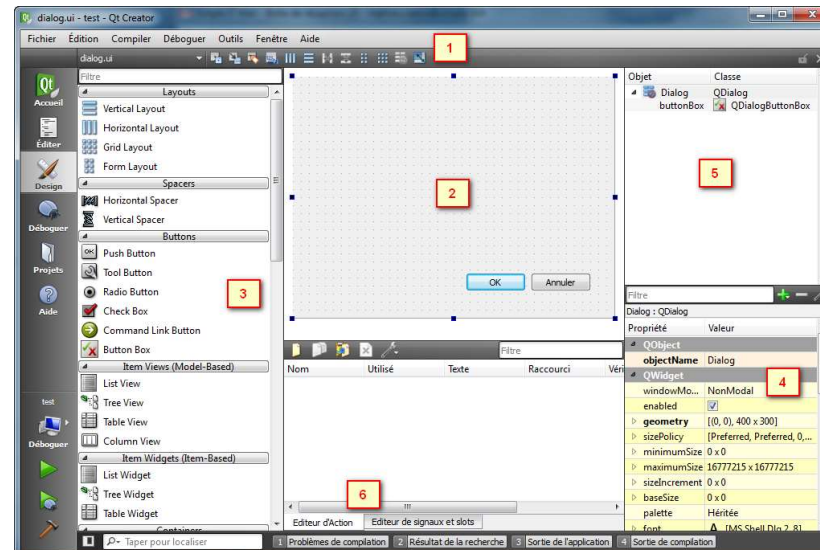 dialog.ui - test - Qt Creator
Fichier Édition Compiler Déboguer Outils Fenêtre Aide
dialog.ui
1
Accueil
Éditer
Design
Déboguer
Projets
Aide
test
Déboguer
Filtre
Layouts
Vertical Layout
Horizontal Layout
Grid Layout
Form Layout
Spacers
Horizontal Spacer
Vertical Spacer
Buttons
Push Button
Tool Button
Radio Button
Check Box
Command Link Button
Button Box
Item Views (Model-Based)
List View
Tree View
Table View
Column View
Item Widgets (Item-Based)
List Widget
Tree Widget
Table Widget
Containers
3
2
OK Annuler
Filtre
Nom Utilisé Texte Raccourci Véri
6
Editeur d'Action Editeur de signaux et slots
Objet Classe
Dialog QDialog
buttonBox QDialogButtonBox
5
Filtre
Dialog : QDialog
Propriété Valeur
QObject
objectName Dialog
QWidget
4
windowMo... NonModal
enabled
geometry [(0, 0), 400 x 300]
sizePolicy [Preferred, Preferred, 0,...
minimumSize 0 x 0
maximumSize 16777215 x 16777215
sizeIncrement 0 x 0
baseSize 0 x 0
palette Héritée
font A [MS Shell Dlg 2, 8]
Taper pour localiser
1 Problèmes de compilation 2 Résultat de la recherche 3 Sortie de l'application 4 Sortie de compilation